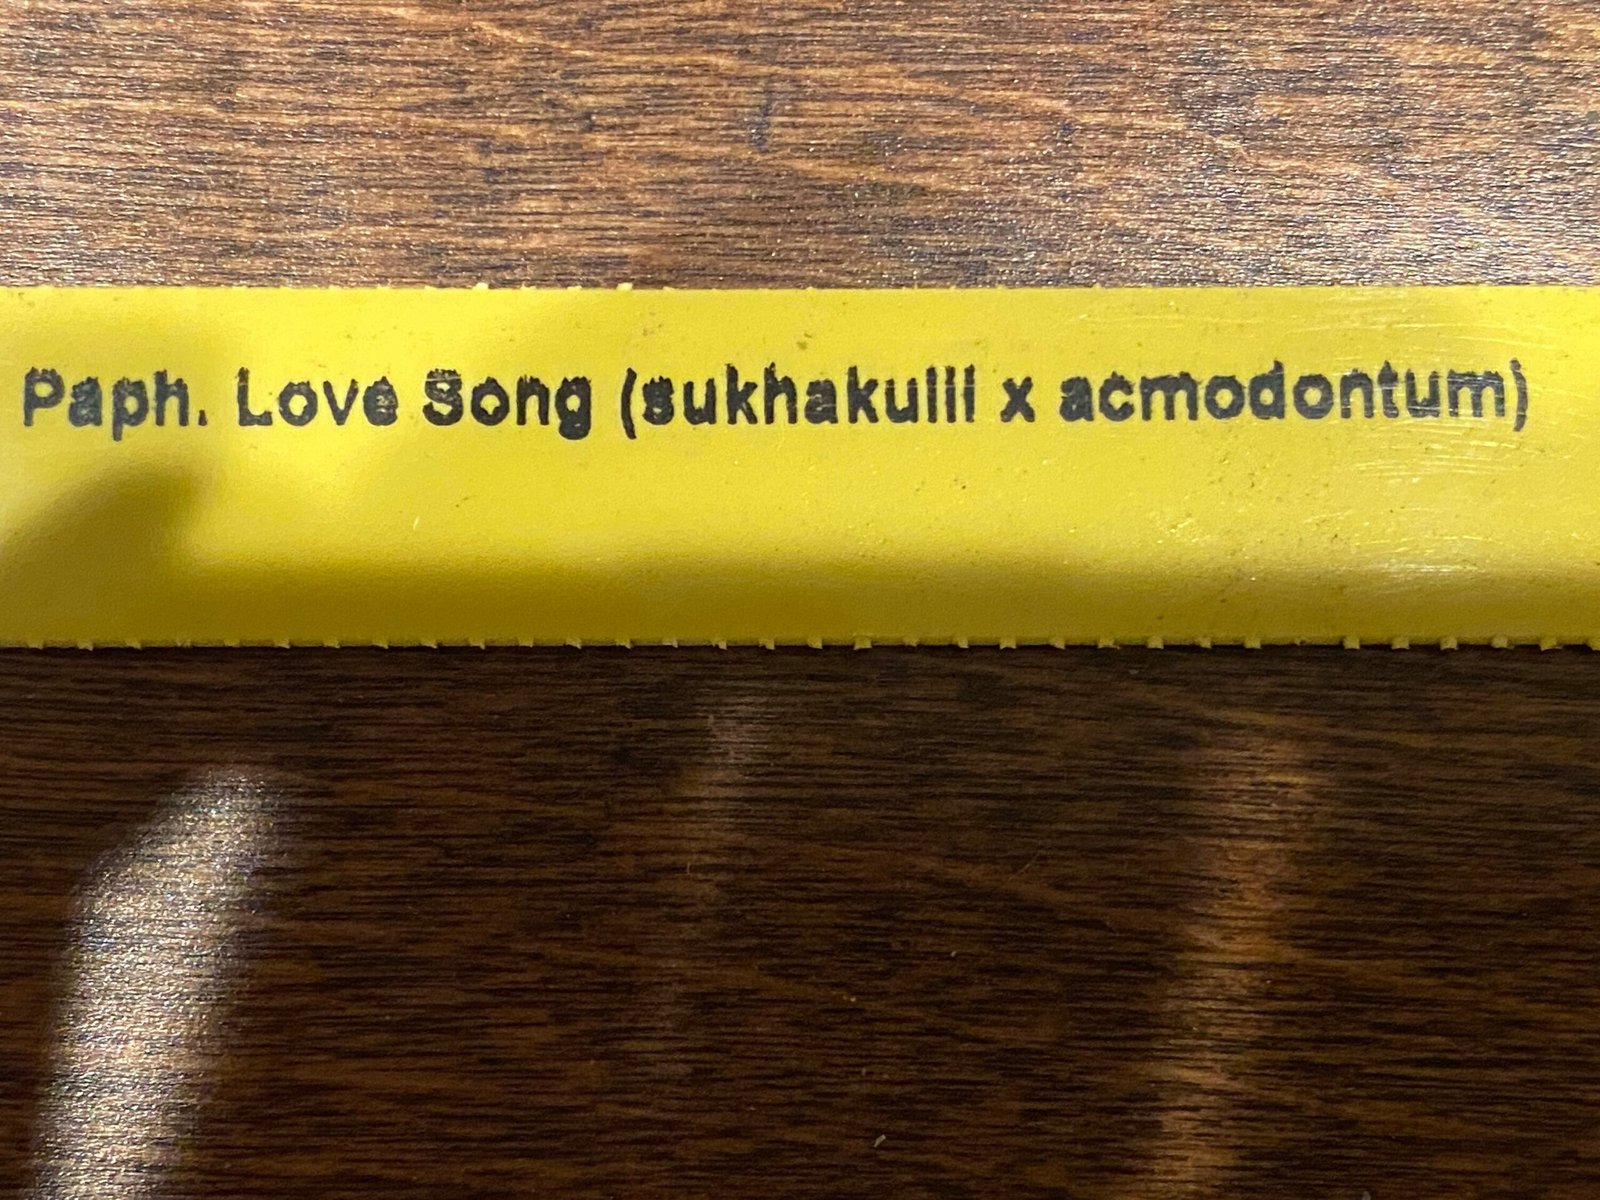 Paph. Love Song (sukhakulii x acmodontum)